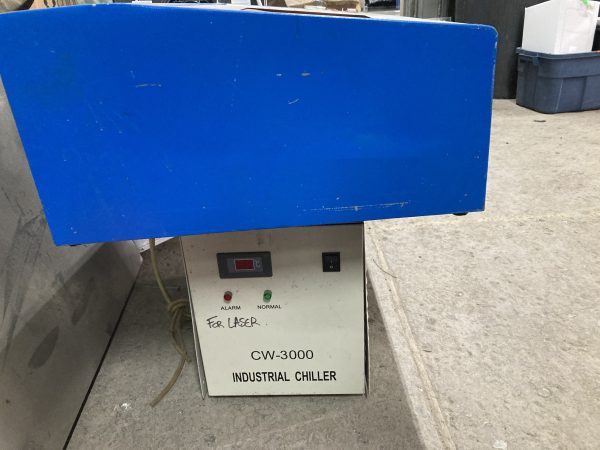 ALARM NORMAL
FOR LASER.
CW-3000
INDUSTRIAL CHILLER